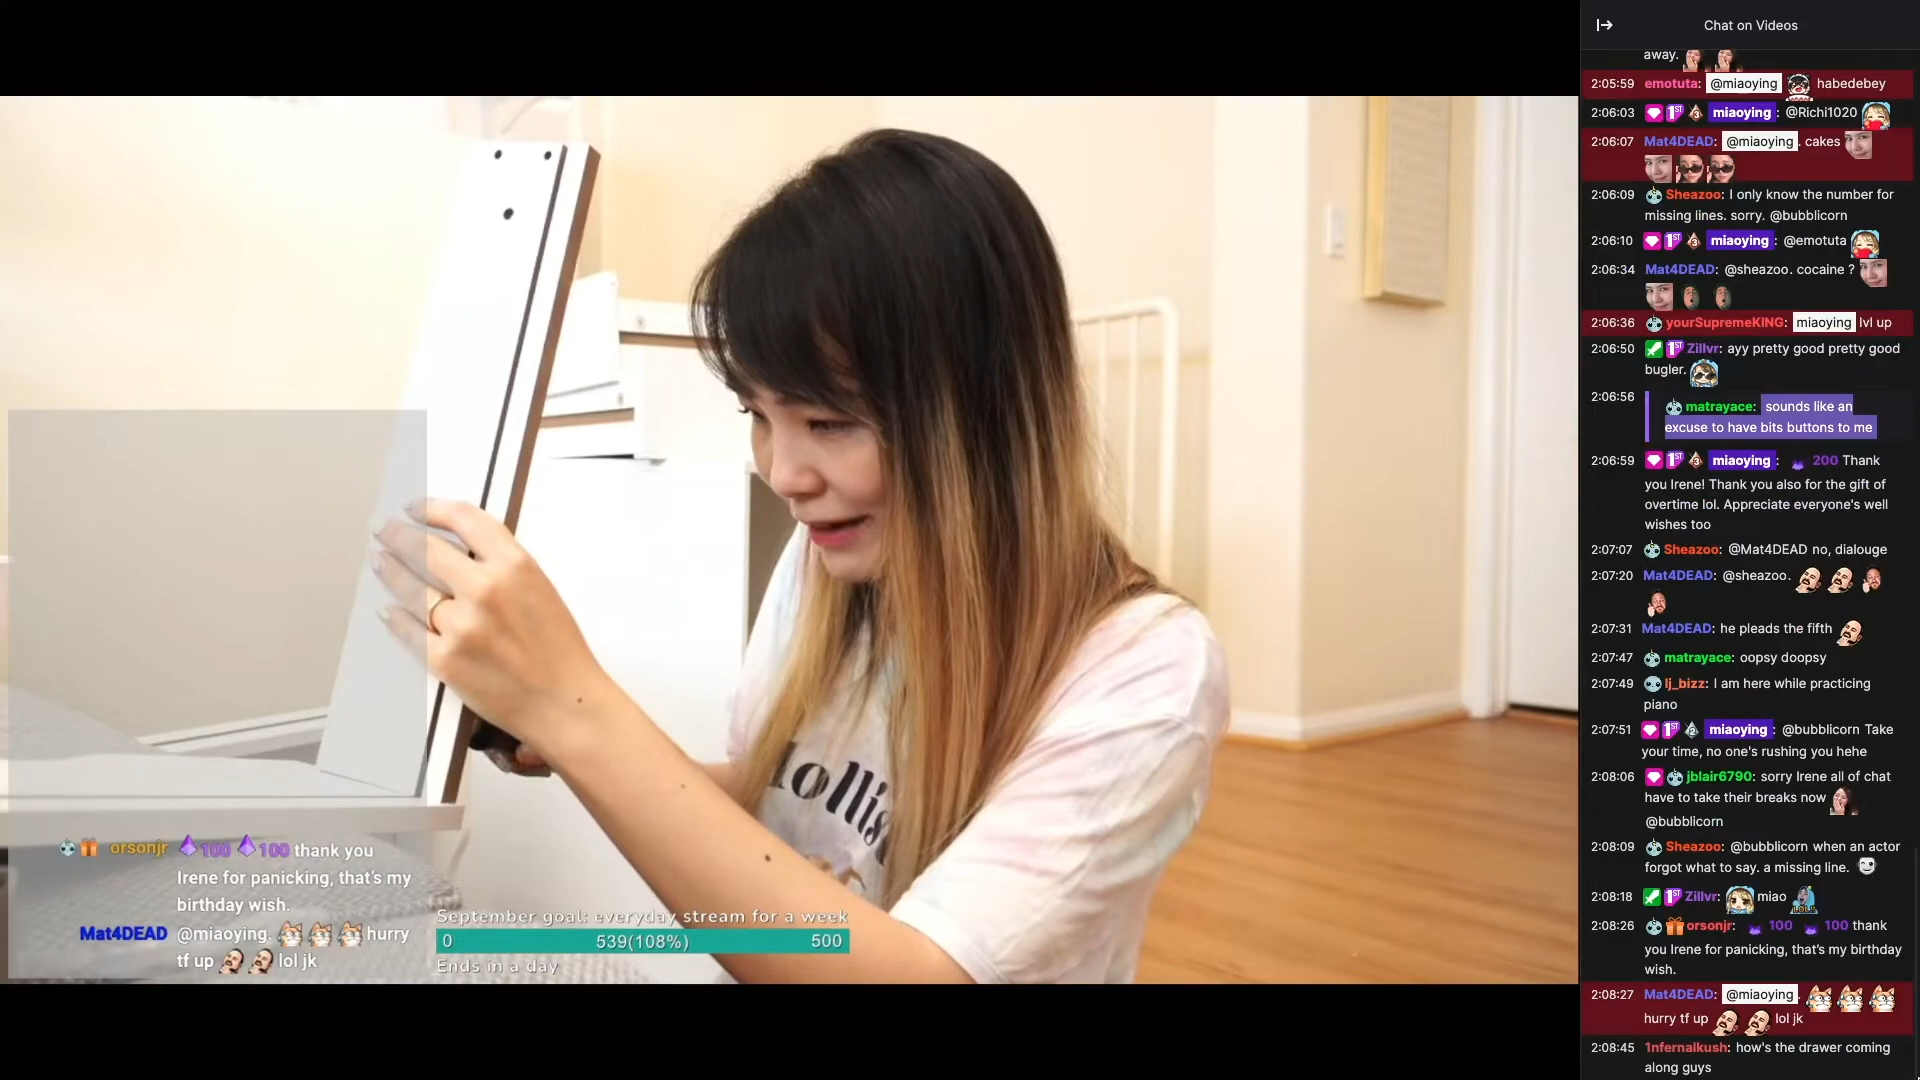 Hollis
orsonjr 100 100 thank you
Irene for panicking, that's my
birthday wish.
Mat4DEAD @miaoying. hurry
tf up lol jk
September goal: everyday stream for a week
0 539(108%) 500
Ends in a day
Chat on Videos
away.
2:05:59 emotuta: @miaoying habedebey
2:06:03 1ST 3 miaoying : @Richi1020
2:06:07 Mat4DEAD: @miaoying . cakes
2:06:09 Sheazoo: I only know the number for
missing lines. sorry. @bubblicorn
2:06:10 1ST 3 miaoying : @emotuta
2:06:34 Mat4DEAD: @sheazoo. cocaine ?
2:06:36 yourSupremeKING: miaoying lvl up
2:06:50 1ST Zillvr: ayy pretty good pretty good
bugler.
2:06:56 matrayace: sounds like an
excuse to have bits buttons to me
2:06:59 1ST 3 miaoying : 200 Thank
you Irene! Thank you also for the gift of
overtime lol. Appreciate everyone's well
wishes too
2:07:07 Sheazoo: @Mat4DEAD no, dialouge
2:07:20 Mat4DEAD: @sheazoo.
2:07:31 Mat4DEAD: he pleads the fifth
2:07:47 matrayace: oopsy doopsy
2:07:49 lj_bizz: I am here while practicing
piano
2:07:51 1ST 2 miaoying : @bubblicorn Take
your time, no one's rushing you hehe
2:08:06 jblair6790: sorry Irene all of chat
have to take their breaks now
@bubblicorn
2:08:09 Sheazoo: @bubblicorn when an actor
forgot what to say. a missing line.
2:08:18 1ST Zillvr: miao LOL!
2:08:26 orsonjr: 100 100 thank
you Irene for panicking, that's my birthday
wish.
2:08:27 Mat4DEAD: @miaoying .
hurry tf up lol jk
2:08:45 1nfernalkush: how's the drawer coming
along guys